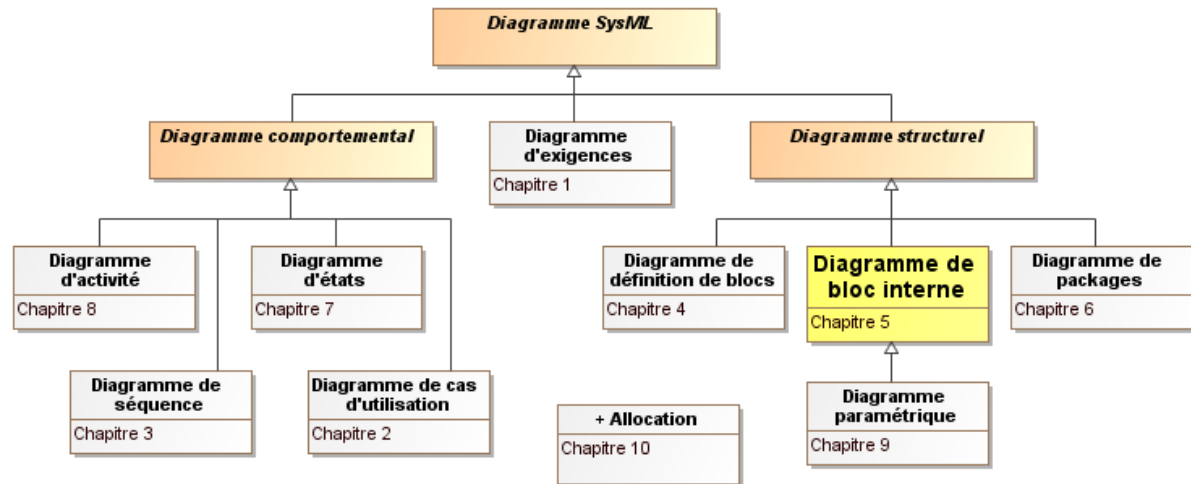 Diagramme SysML
Diagramme comportemental
Diagramme
d'exigences
Chapitre 1
Diagramme structurel
Diagramme
d'activité
Chapitre 8
Diagramme
d'états
Chapitre 7
Diagramme de
définition de blocs
Chapitre 4
Diagramme de
bloc interne
Chapitre 5
Diagramme de
packages
Chapitre 6
Diagramme de
séquence
Chapitre 3
Diagramme de cas
d'utilisation
Chapitre 2
+ Allocation
Chapitre 10
Diagramme
paramétrique
Chapitre 9